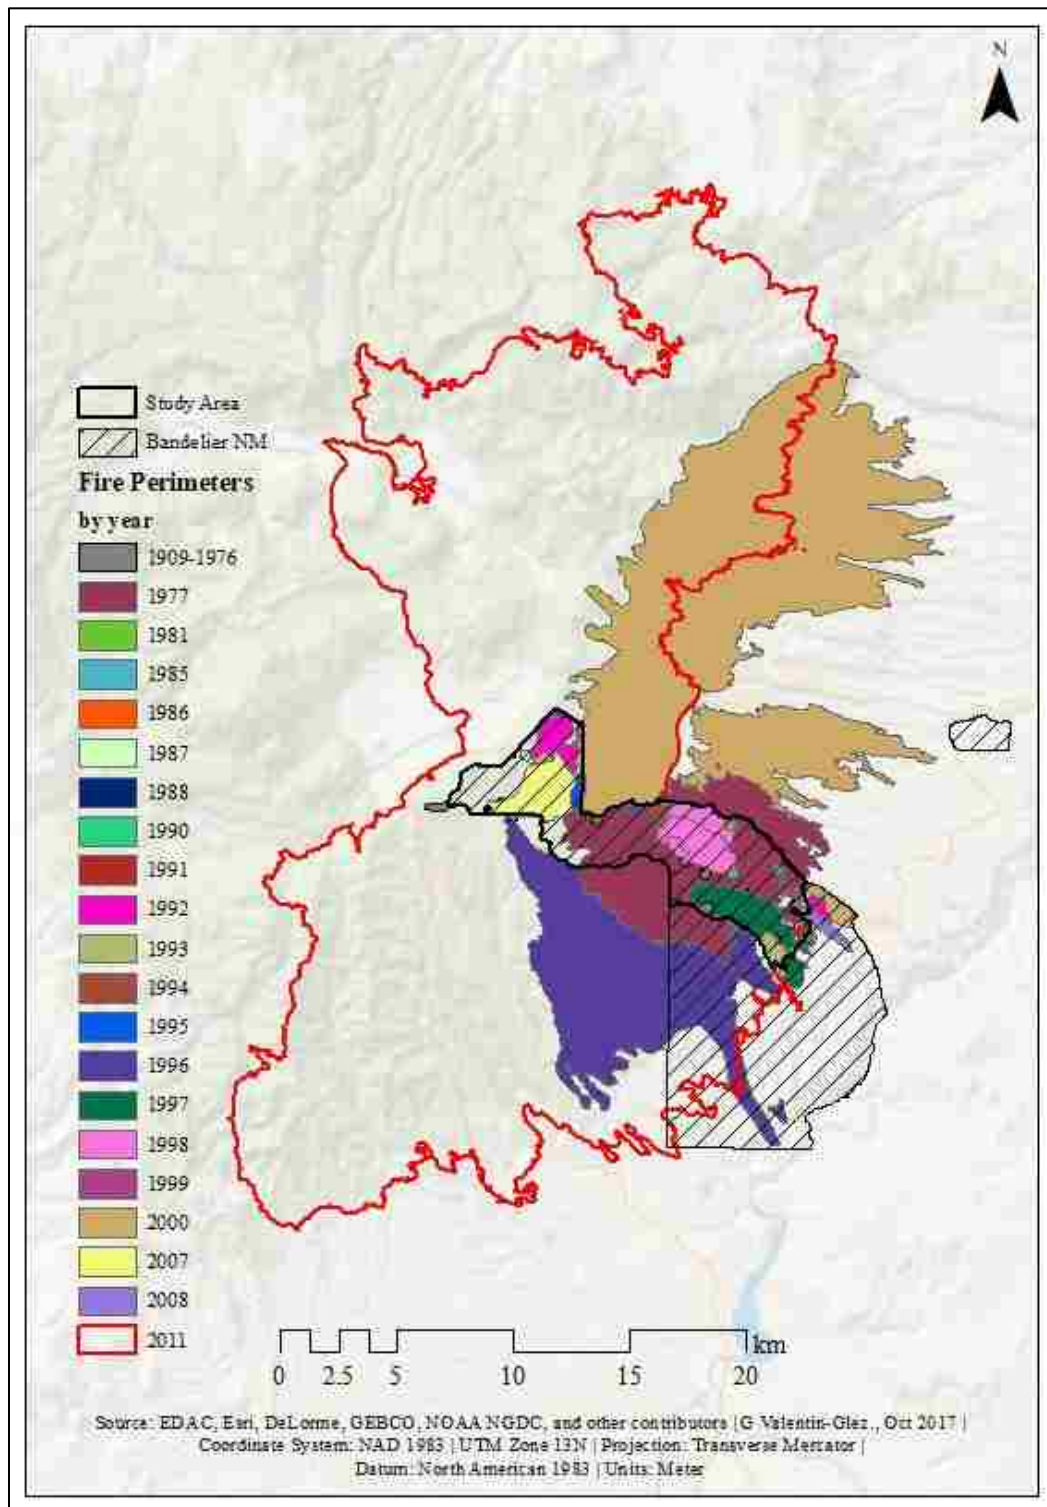 N
Study Area
Bandelier NM
Fire Perimeters
by year
1909-1976
1977
1981
1985
1986
1987
1988
1990
1991
1992
1993
1994
1995
1996
1997
1998
1999
2000
2007
2008
2011
km
0 2.5 5 10 15 20
Source: EDAC, Esri, DeLorme, GEBCO, NOAA NGDC, and other contributors | G Valentin-Glez., Oct 2017 |
Coordinate System: NAD 1983 | UTM Zone 13N | Projection: Transverse Mercator |
Datum: North American 1983 | Units: Meter